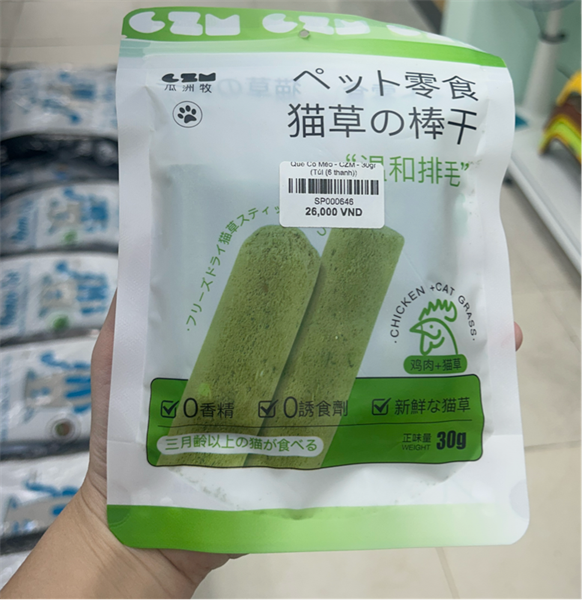 CZM CZM CZM
CZM
瓜洲牧
ペット零食
猫草の棒干
“温和排毛”
Que Cỏ Mèo - CZM - 30gr
(Túi (6 thanh))
SP000646
26,000 VND
·フリーズドライ猫草スティッ
·CHICKEN +CAT GRASS·
鸡肉+猫草
0香精
0誘食劑
新鮮な猫草
三月齢以上の猫が食べる
正味量
WEIGHT 30g